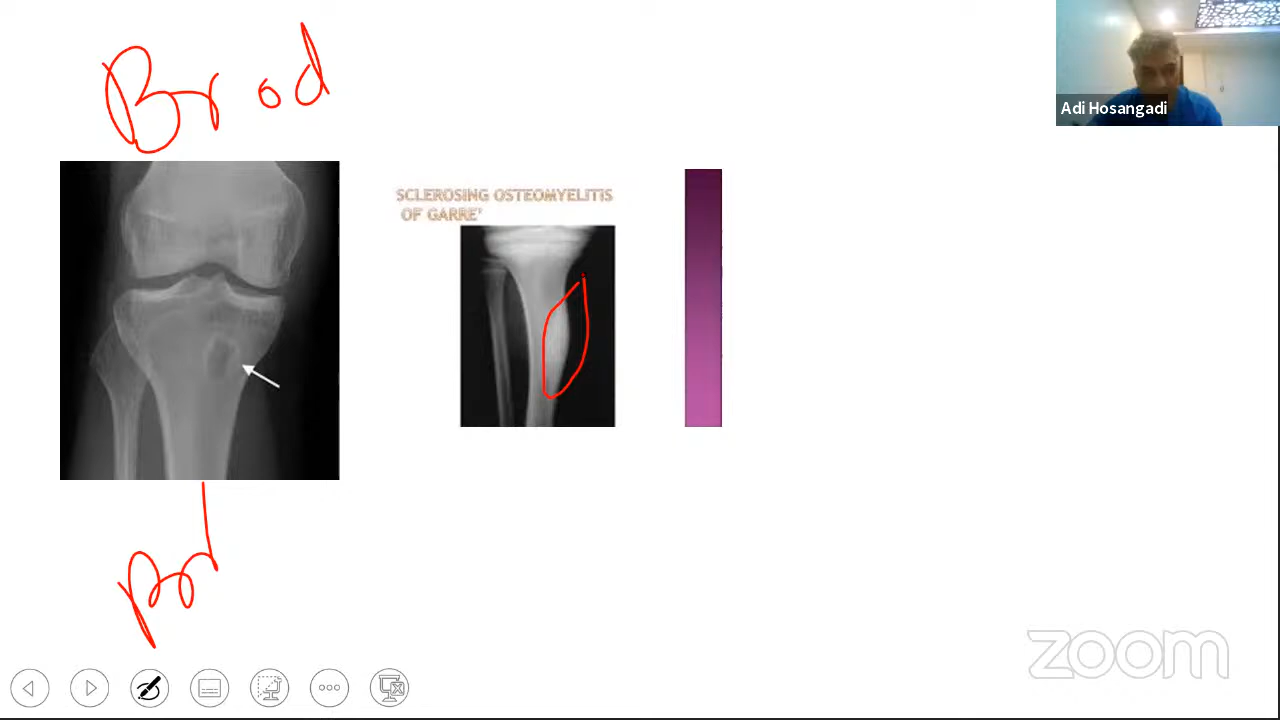 Brod
Adi Hosangadi
SCLEROSING OSTEOMYELITIS
OF GARRE'
zoom